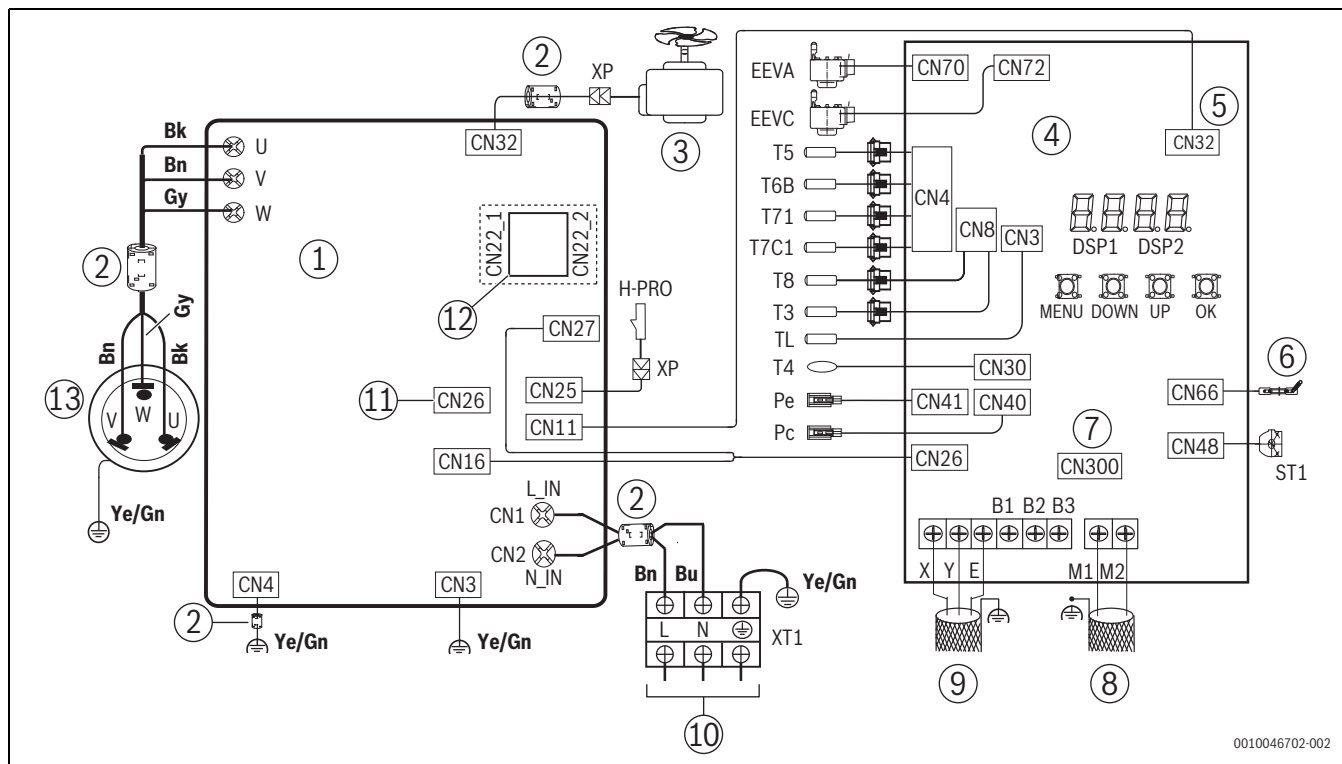 2
XP
3
EEVA
CN70
CN72
EEVC
4
5
CN32
CN32
Bk
U
Bn
V
Gy
W
T5
T6B
T71
T7C1
CN4
CN8
CN3
T8
T3
TL
T4
CN30
DSP1 DSP2
MENU DOWN UP OK
2
1
CN22_1
CN22_2
12
H-PRO
XP
CN27
CN25
11
CN26
CN11
CN16
Gy
Bn
Bk
13
V
W
U
Ye/Gn
Pe
CN41
CN40
Pc
CN26
7
CN300
CN66
6
CN48
ST1
L_IN
CN1
CN2
N_IN
2
Bn
Bu
Ye/Gn
L
N
XT1
10
CN4
2
Ye/Gn
CN3
Ye/Gn
B1 B2 B3
X Y E
M1 M2
9
8
0010046702-002